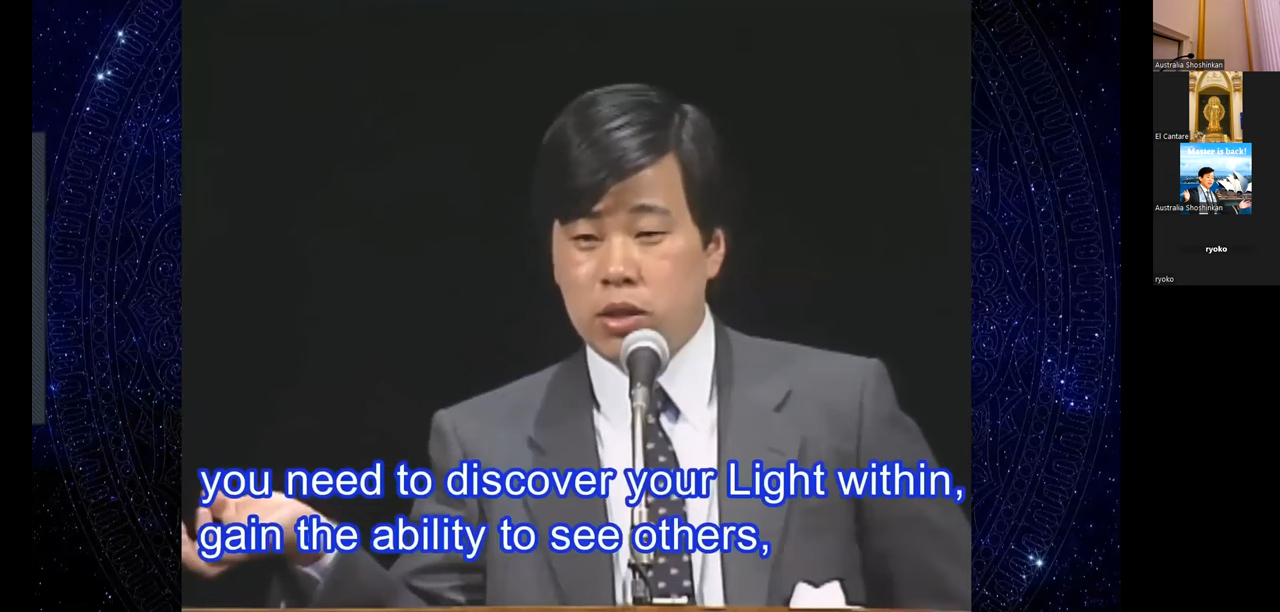 you need to discover your Light within,
gain the ability to see others,
Australia Shoshinkan
El Cantare
Master is back!
Australia Shoshinkan
ryoko
ryoko